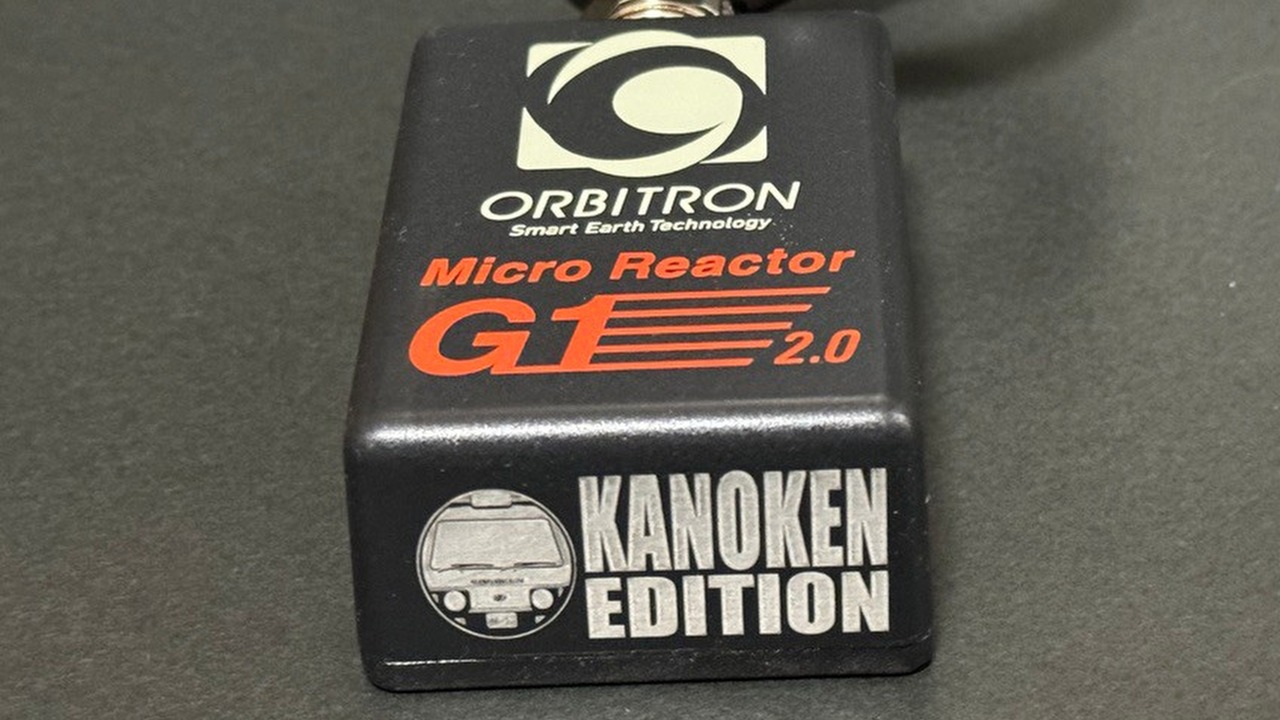 ORBITRON
Smart Earth Technology
Micro Reactor
G1 2.0
KANOKEN
EDITION